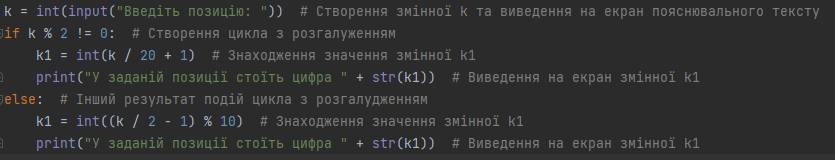 k = int(input("Введіть позицію: "))  # Створення змінної k та виведення на екран пояснювального тексту
if k % 2 != 0:  # Створення цикла з розгалуженням
    k1 = int(k / 20 + 1)  # Знаходження значення змінної k1
    print("У заданій позиції стоїть цифра " + str(k1))  # Виведення на екран змінної k1
else:  # Інший результат подій цикла з розгалудженням
    k1 = int((k / 2 - 1) % 10)  # Знаходження значення змінної k1
    print("У заданій позиції стоїть цифра " + str(k1))  # Виведення на екран змінної k1